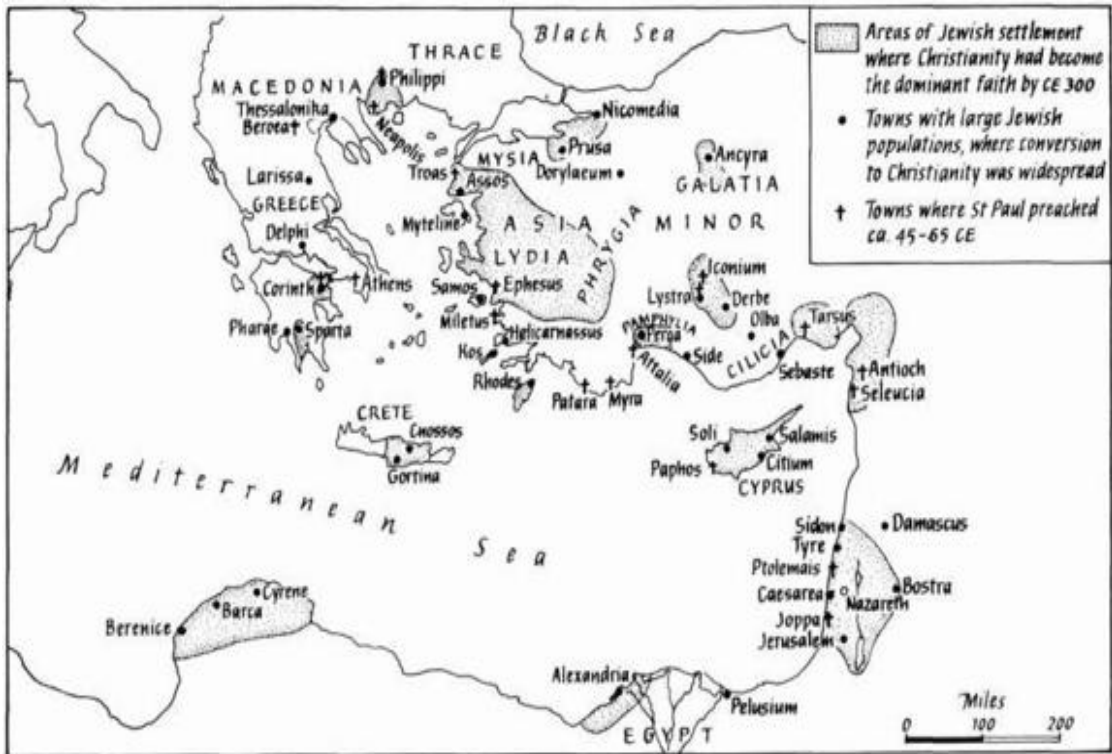 Black Sea
THRACE
MACEDONIA
Philippi
Thessalonika
Beroea
Neapolis
Nicomedia
Prusa
MYSIA
Troas
Assos
Dorylaeum
Ancyra
GALATIA
Larissa
GREECE
Myteline
ASIA
MINOR
LYDIA
PHRYGIA
Delphi
Corinth
Athens
Samos
Ephesus
Iconium
Lystra
Derbe
Miletus
Pharae
Sparta
Helicarnassus
PAMPHYLIA
Perga
Olba
Tarsus
Kos
Attalia
Side
CILICIA
Sebaste
Antioch
Seleucia
Rhodes
Patara
Myra
CRETE
Cnossos
Gortina
Soli
Salamis
Paphos
Citium
CYPRUS
Mediterranean
Sea
Sidon
Damascus
Tyre
Ptolemais
Bostra
Caesarea
Nazareth
Joppa
Jerusalem
Cyrene
Barca
Berenice
Alexandria
Pelusium
EGYPT
Areas of Jewish settlement
where Christianity had become
the dominant faith by CE 300
Towns with large Jewish
populations, where conversion
to Christianity was widespread
Towns where St Paul preached
ca. 45-65 CE
Miles
0 100 200